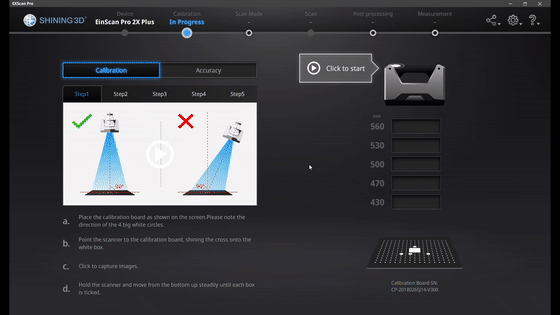 EXScan Pro
SHINING 3D
Device
EinScan Pro 2X Plus
Calibration
In Progress
Scan Mode
-
Scan
-
Post processing
-
Measurement
-
Calibration
Accuracy
Step1
Step2
Step3
Step4
Step5
90°
90°
a. Place the calibration board as shown on the screen.Please note the
direction of the 4 big white circles.
b. Point the scanner to the calibration board, shining the cross onto the
white box.
c. Click to capture images.
d. Hold the scanner and move from the bottom up steadily until each box
is ticked.
Click to start
mm
560
530
500
470
430
Calibration Board SN: